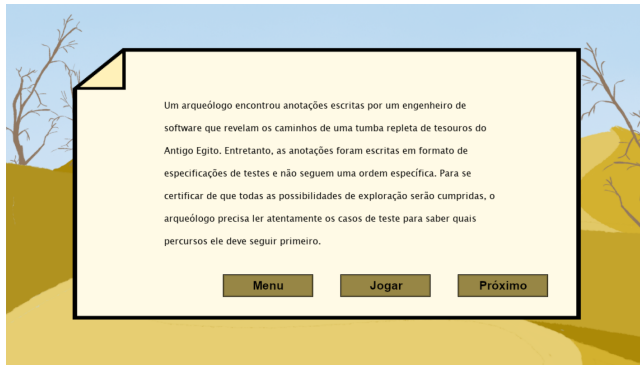 Um arqueólogo encontrou anotações escritas por um engenheiro de
software que revelam os caminhos de uma tumba repleta de tesouros do
Antigo Egito. Entretanto, as anotações foram escritas em formato de
especificações de testes e não seguem uma ordem específica. Para se
certificar de que todas as possibilidades de exploração serão cumpridas, o
arqueólogo precisa ler atentamente os casos de teste para saber quais
percursos ele deve seguir primeiro.
Menu
Jogar
Próximo